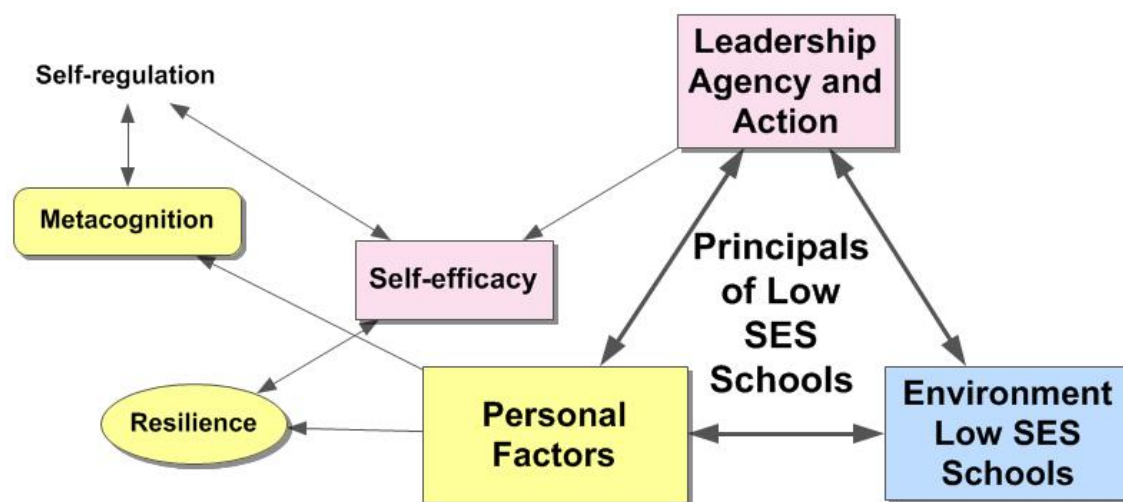 Leadership
Agency and
Action
Self-regulation
Metacognition
Self-efficacy
Principals
of Low
SES
Schools
Resilience
Personal
Factors
Environment
Low SES
Schools